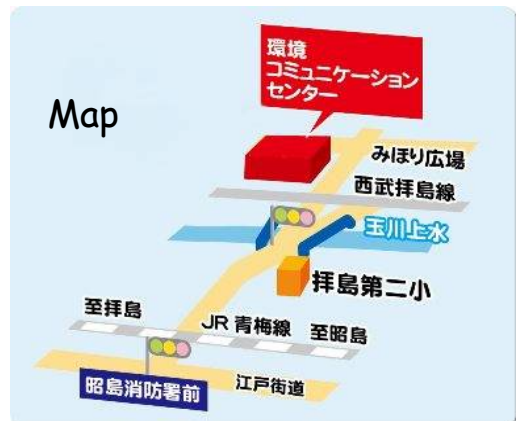 環境
コミュニケーション
センター
Map
みほり広場
西武拝島線
玉川上水
拝島第二小
至拝島
JR青梅線
至昭島
昭島消防署前
江戸街道